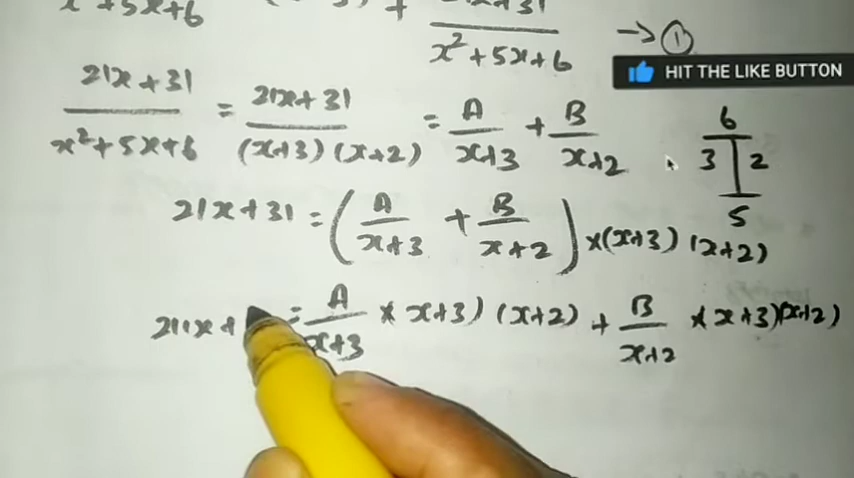 x²+5x+6 + x²+5x+6 → ①
HIT THE LIKE BUTTON
21x+31 / x²+5x+6 = 21x+31 / (x+3)(x+2) = A / x+3 + B / x+2
6
3 2
5
21x+31 = (A / x+3 + B / x+2) ×(x+3)(x+2)
21x+ = A / x+3 × x+3)(x+2) + B / x+2 × x+3)(x+2)